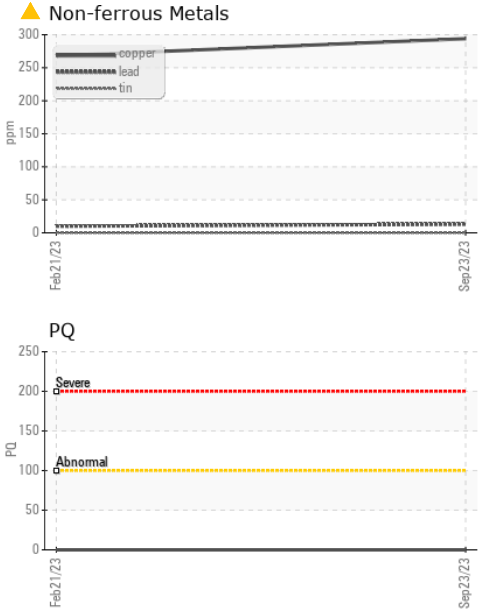 Non-ferrous Metals
300
250
200
150
100
50
0
ppm
copper
lead
tin
Feb21/23
Sep23/23
PQ
250
200
150
100
50
0
PQ
Severe
Abnormal
Feb21/23
Sep23/23